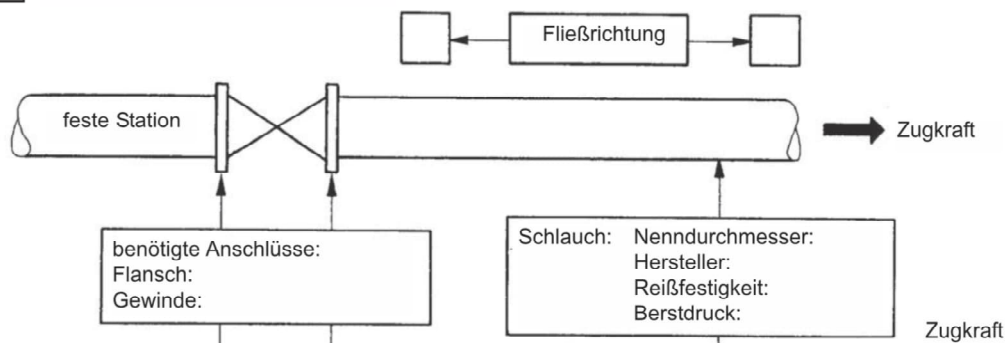 Fließrichtung
feste Station
Zugkraft
benötigte Anschlüsse:
Flansch:
Gewinde:
Schlauch: Nenndurchmesser:
Hersteller:
Reißfestigkeit:
Berstdruck:
Zugkraft